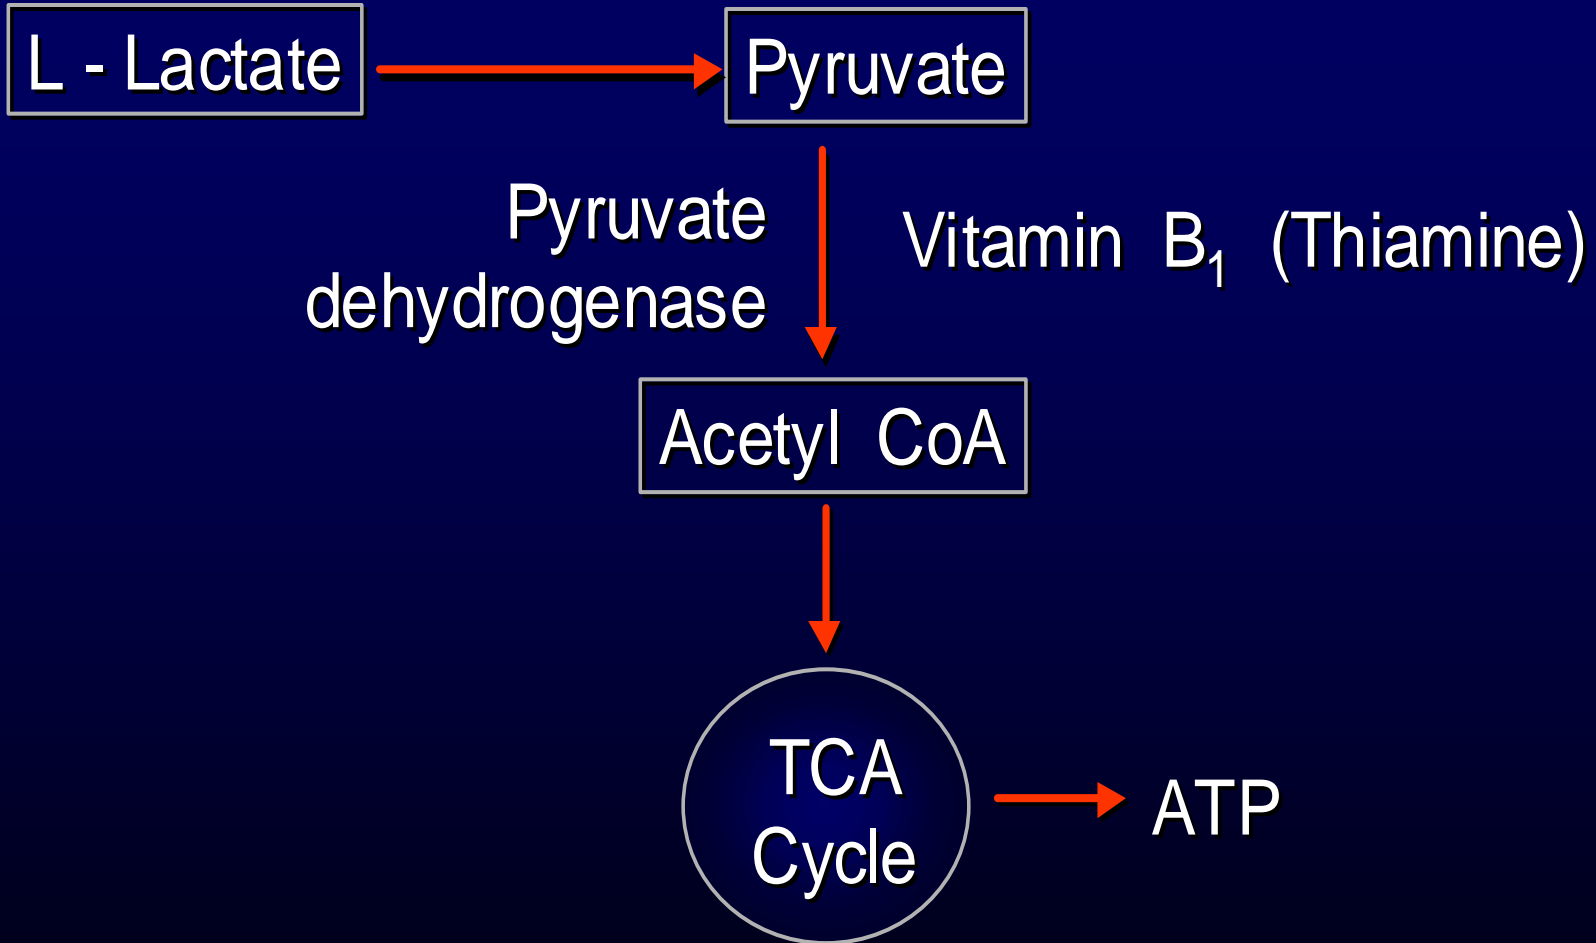 L - Lactate
Pyruvate
Pyruvate
dehydrogenase
Vitamin B₁ (Thiamine)
Acetyl CoA
TCA
Cycle
ATP